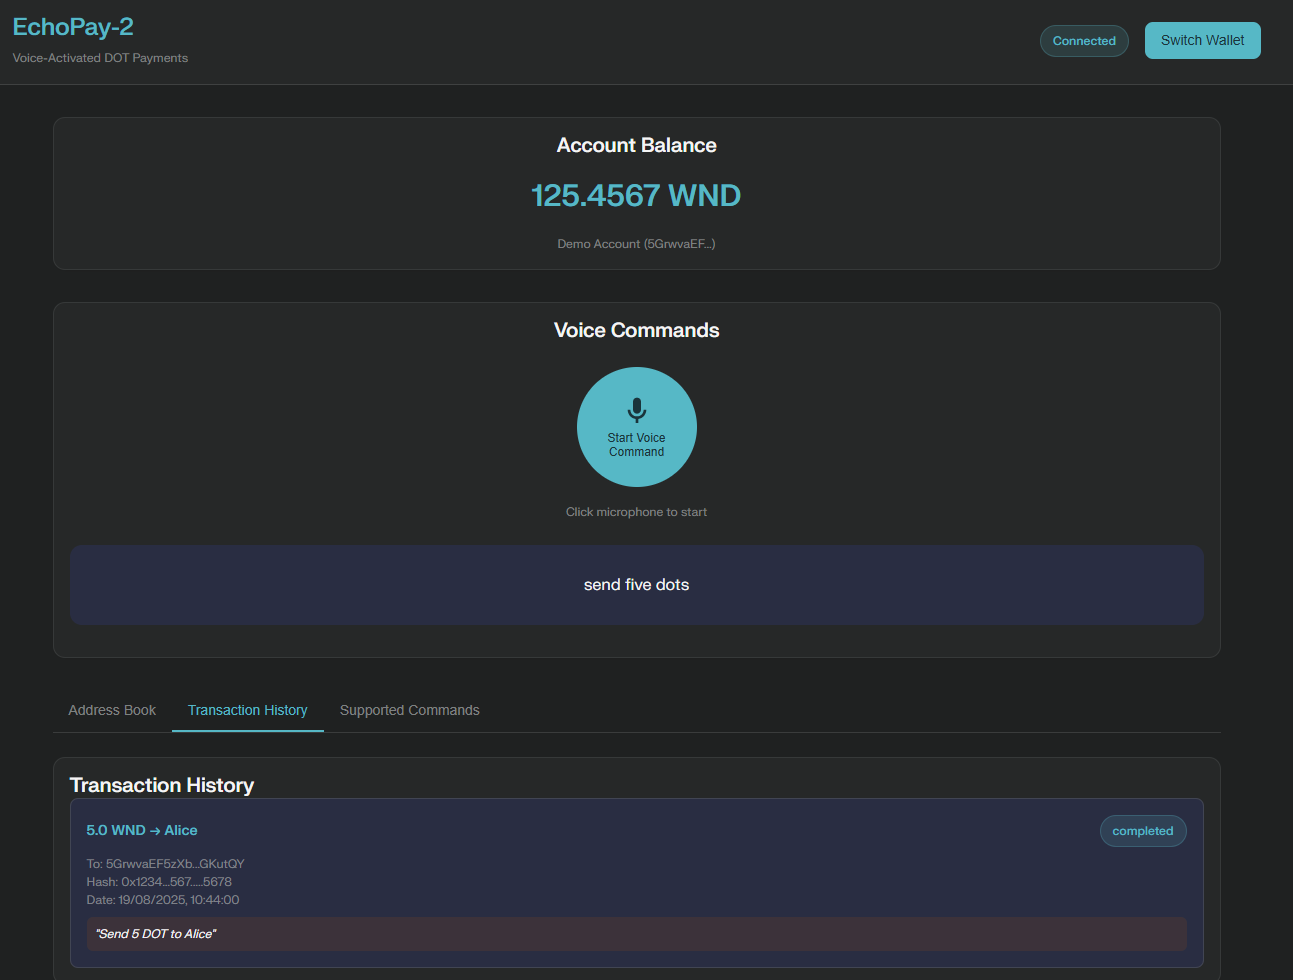 EchoPay-2
Voice-Activated DOT Payments
Connected
Switch Wallet
Account Balance
125.4567 WND
Demo Account (5GrwvaEF...)
Voice Commands
Start Voice
Command
Click microphone to start
send five dots
Address Book
Transaction History
Supported Commands
Transaction History
5.0 WND → Alice
completed
To: 5GrwvaEF5zXb...GKutQY
Hash: 0x1234...567.....5678
Date: 19/08/2025, 10:44:00
"Send 5 DOT to Alice"